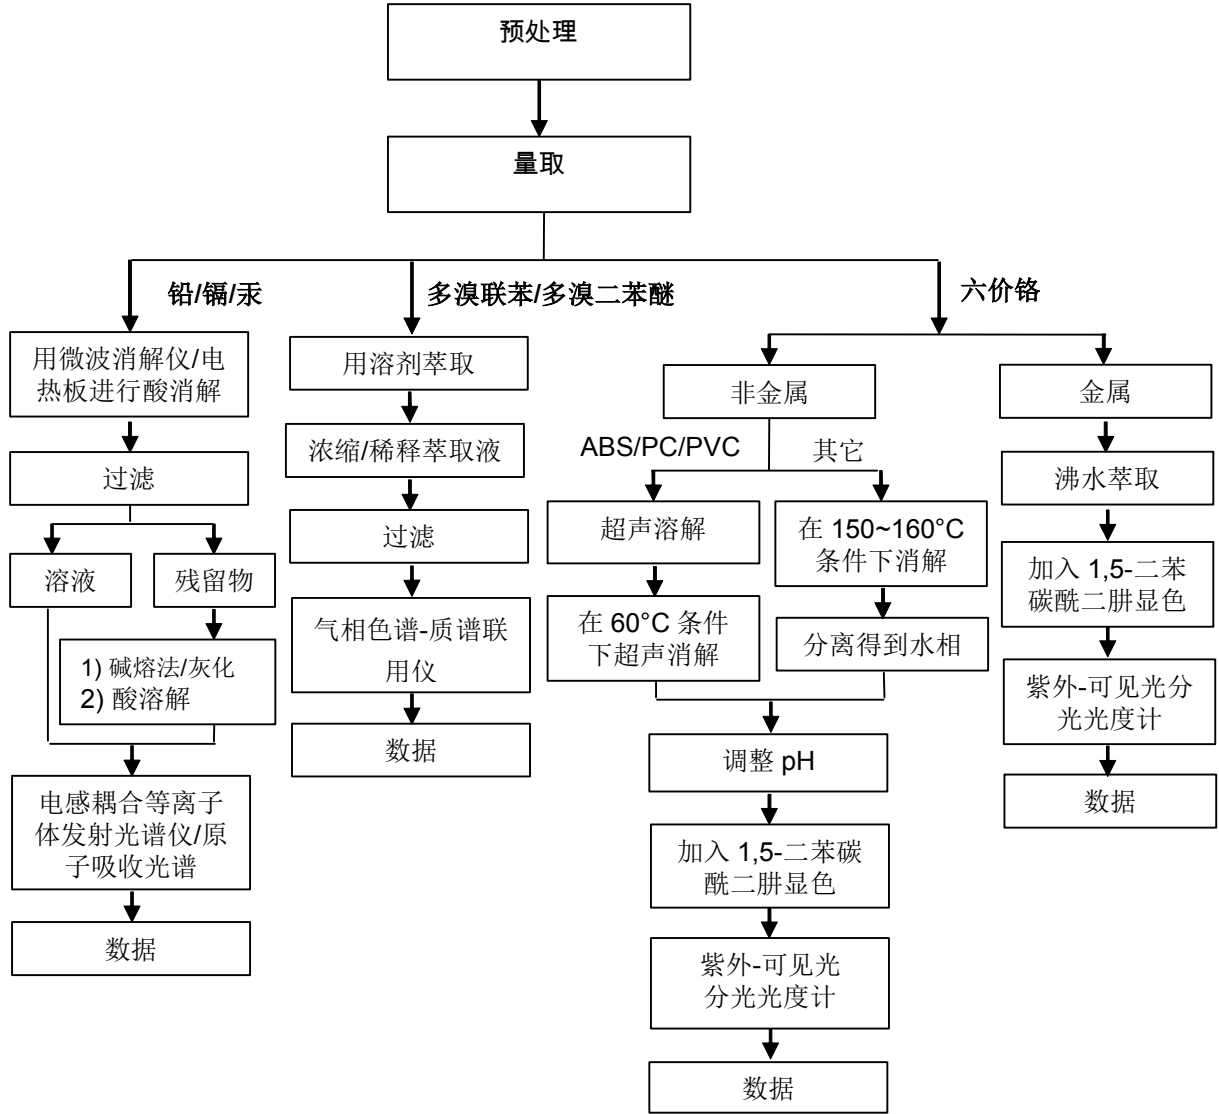 预处理
量取
铅/镉/汞
多溴联苯/多溴二苯醚
六价铬
用微波消解仪/电
热板进行酸消解
过滤
溶液
残留物
1) 碱熔法/灰化
2) 酸溶解
电感耦合等离子
体发射光谱仪/原
子吸收光谱
数据
用溶剂萃取
浓缩/稀释萃取液
过滤
气相色谱-质谱联
用仪
数据
非金属
ABS/PC/PVC
其它
超声溶解
在 60°C 条件
下超声消解
在 150~160°C
条件下消解
分离得到水相
调整 pH
加入 1,5-二苯碳
酰二肼显色
紫外-可见光
分光光度计
数据
金属
沸水萃取
加入 1,5-二苯
碳酰二肼显色
紫外-可见光分
光光度计
数据